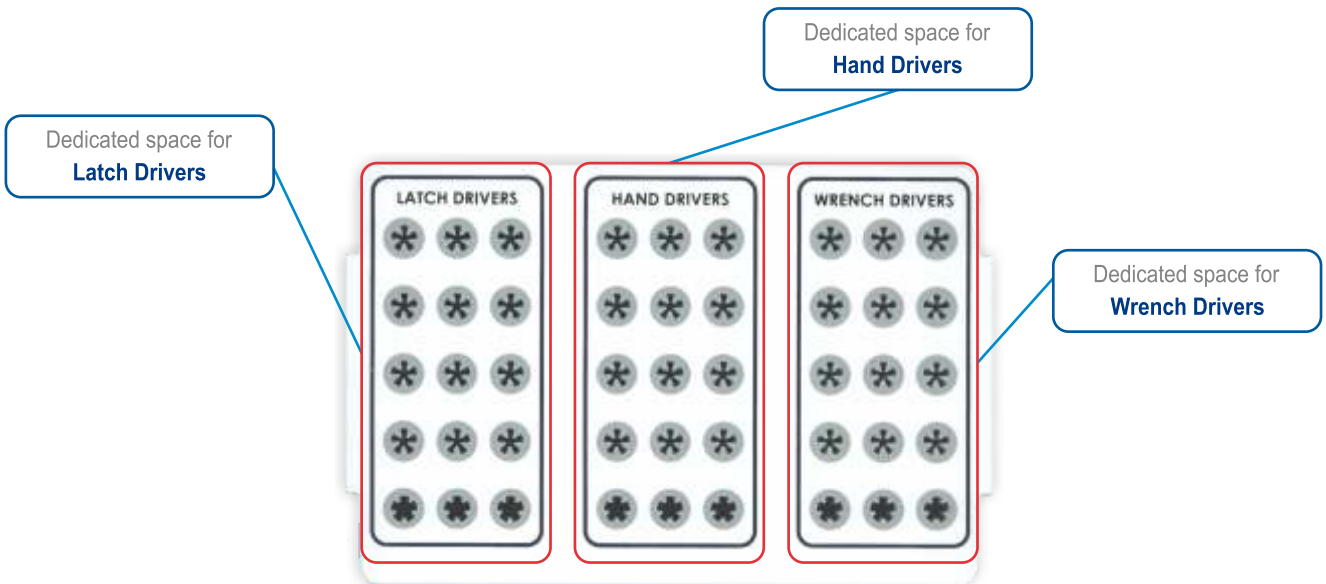 Dedicated space for
Hand Drivers
Dedicated space for
Latch Drivers
LATCH DRIVERS
HAND DRIVERS
WRENCH DRIVERS
Dedicated space for
Wrench Drivers